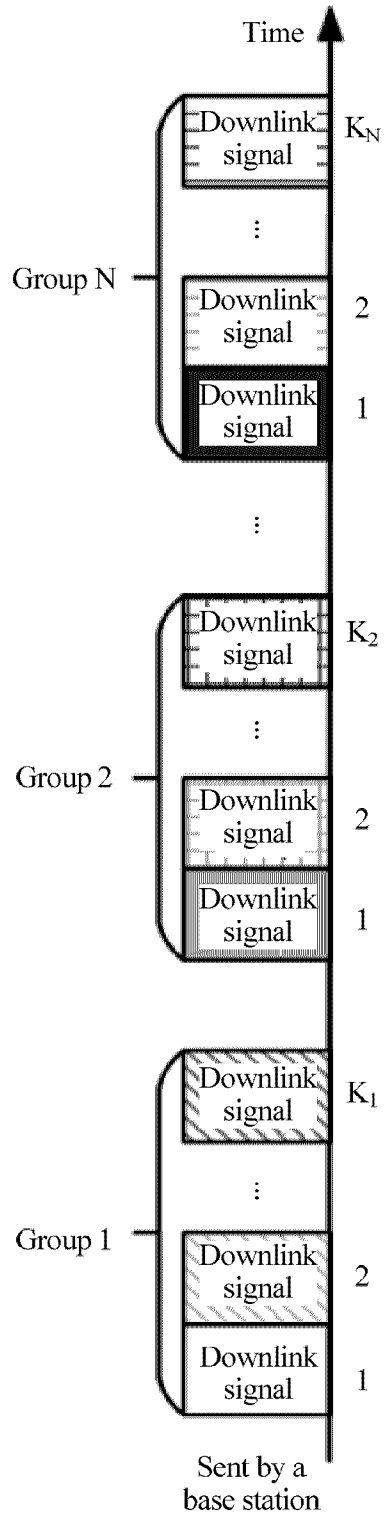 Time
Downlink
signal
K_N
...
Group N
Downlink
signal
2
Downlink
signal
1
...
Downlink
signal
K_2
...
Group 2
Downlink
signal
2
Downlink
signal
1
Downlink
signal
K_1
...
Group 1
Downlink
signal
2
Downlink
signal
1
Sent by a
base station